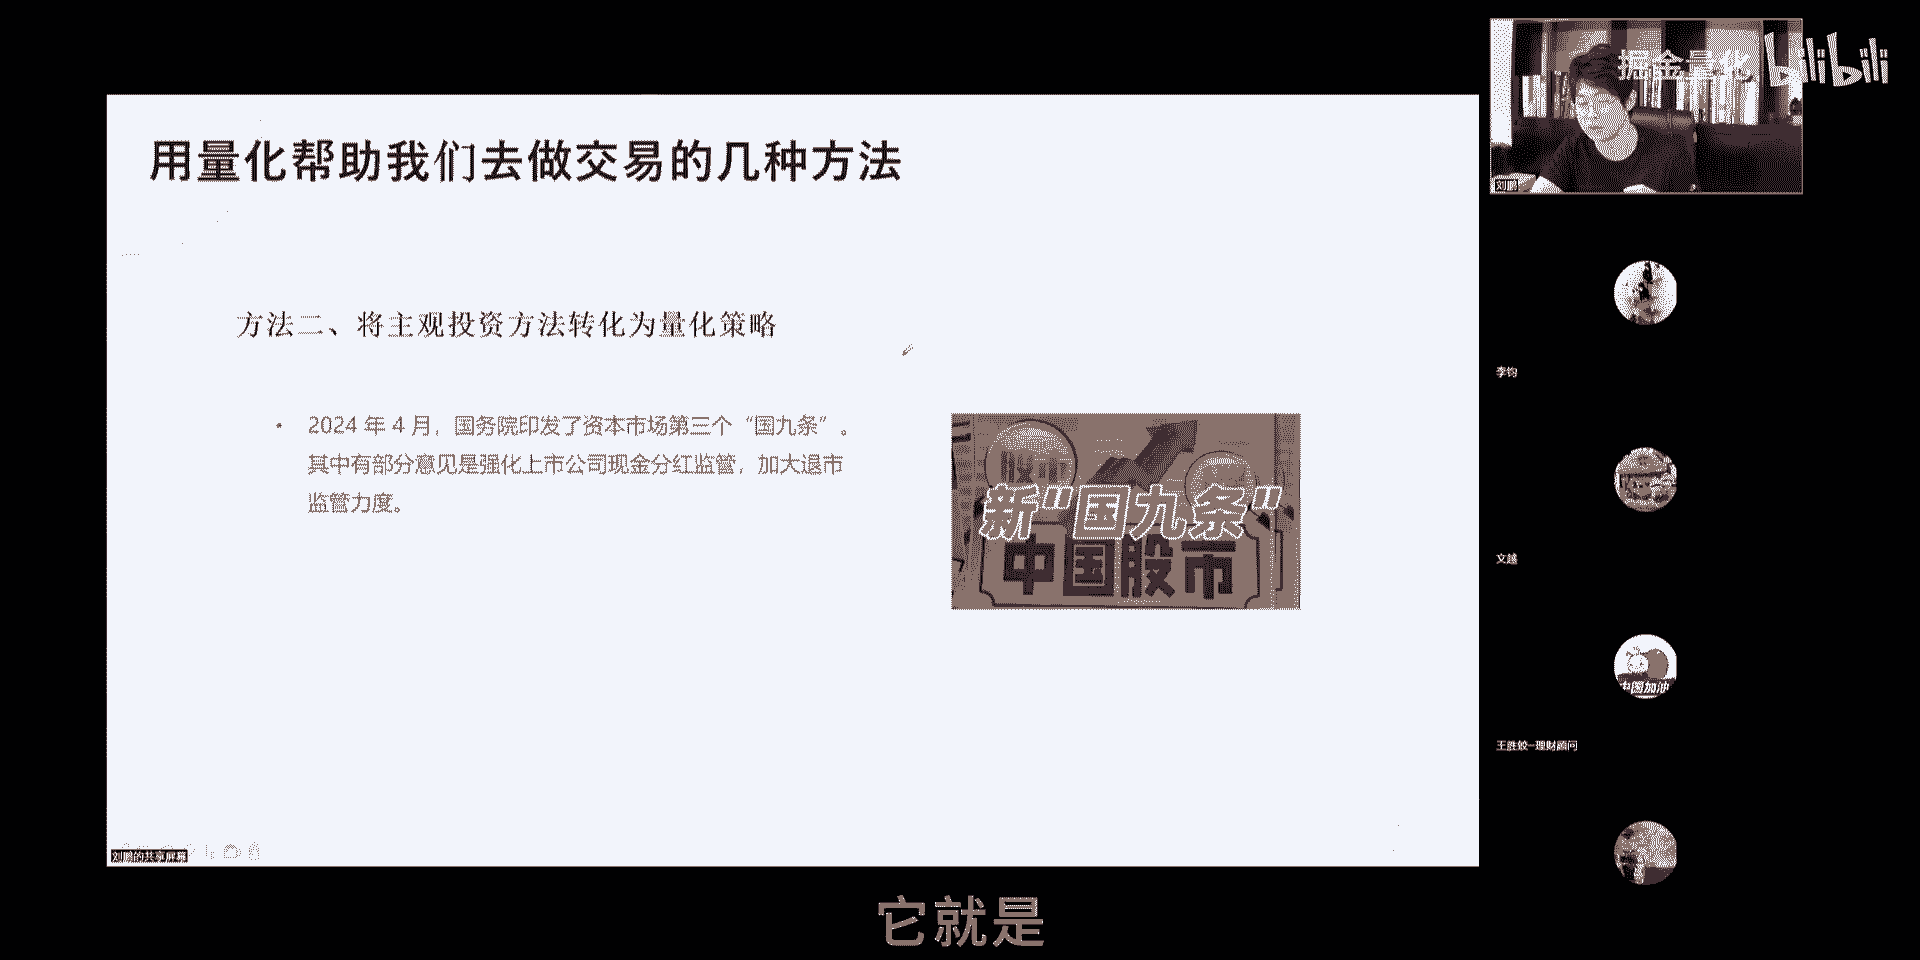 掘金量化 bilibili
刘鹏
用量化帮助我们去做交易的几种方法
方法二、将主观投资方法转化为量化策略
• 2024 年 4 月，国务院印发了资本市场第三个“国九条”。
其中有部分意见是强化上市公司现金分红监管，加大退市
监管力度。
股市
新"国九条"
中国股市
李钧
文越
中国加油
王胜蛟-理财顾问
刘鹏的共享屏幕
它就是